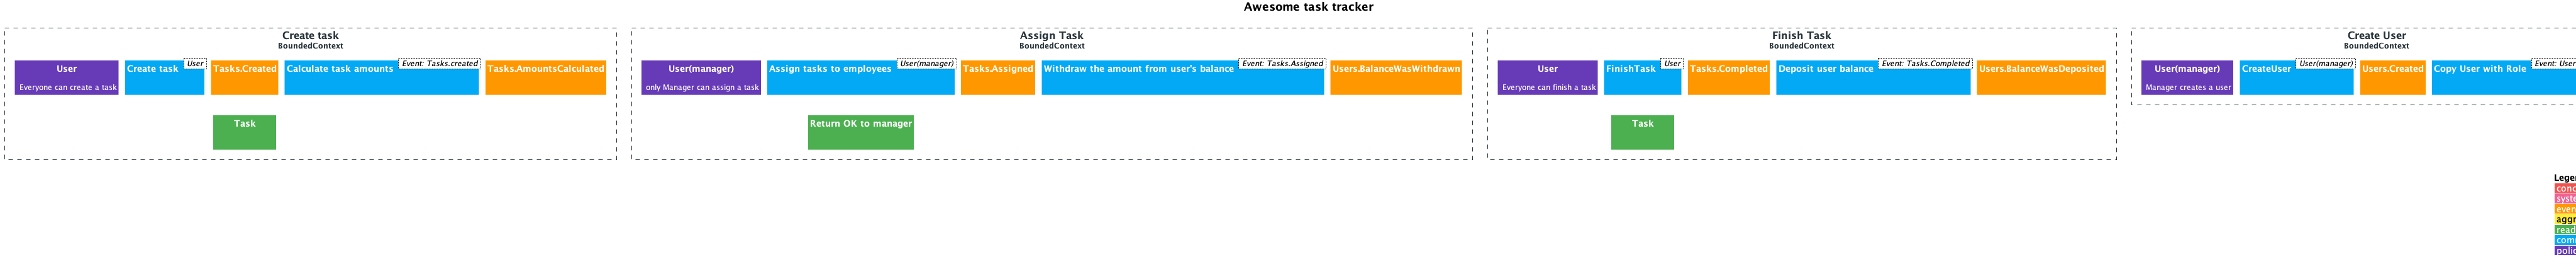 Awesome task tracker
Create task
BoundedContext
User
Everyone can create a task
Create task
User
Tasks.Created
Calculate task amounts
Event: Tasks.created
Tasks.AmountsCalculated
Task
Assign Task
BoundedContext
User(manager)
only Manager can assign a task
Assign tasks to employees
User(manager)
Tasks.Assigned
Withdraw the amount from user's balance
Event: Tasks.Assigned
Users.BalanceWasWithdrawn
Return OK to manager
Finish Task
BoundedContext
User
Everyone can finish a task
FinishTask
User
Tasks.Completed
Deposit user balance
Event: Tasks.Completed
Users.BalanceWasDeposited
Task
Create User
BoundedContext
User(manager)
Manager creates a user
CreateUser
User(manager)
Users.Created
Copy User with Role
Event: User
Lege
conc
syst
even
aggr
read
com
polic